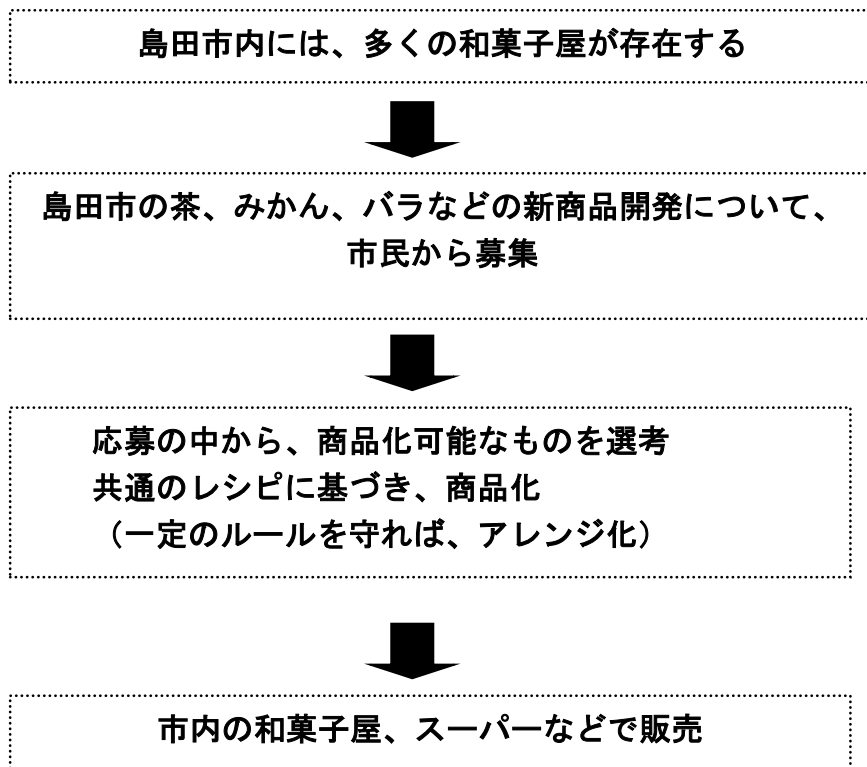 島田市内には、多くの和菓子屋が存在する
島田市の茶、みかん、バラなどの新商品開発について、
市民から募集
応募の中から、商品化可能なものを選考
共通のレシピに基づき、商品化
（一定のルールを守れば、アレンジ化）
市内の和菓子屋、スーパーなどで販売